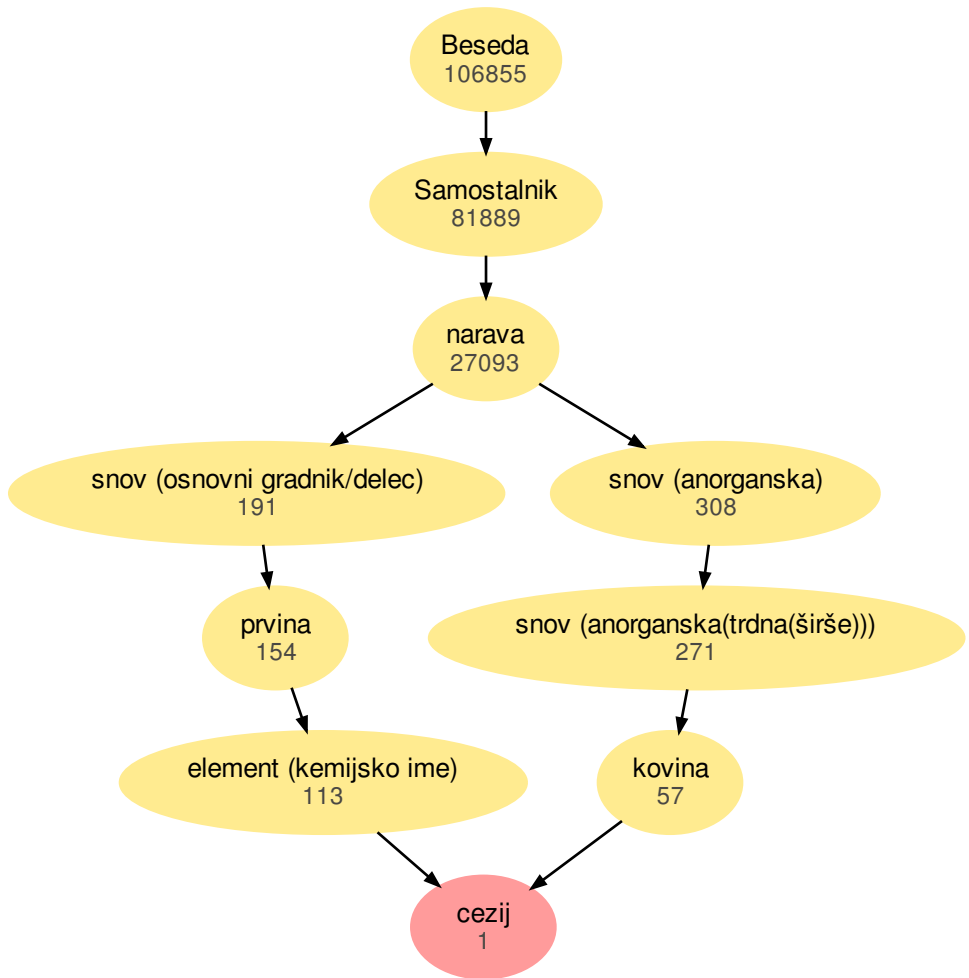 Beseda
106855
Samostalnik
81889
narava
27093
snov (osnovni gradnik/delec)
191
snov (anorganska)
308
prvina
154
snov (anorganska(trdna(širše)))
271
element (kemijsko ime)
113
kovina
57
cezij
1